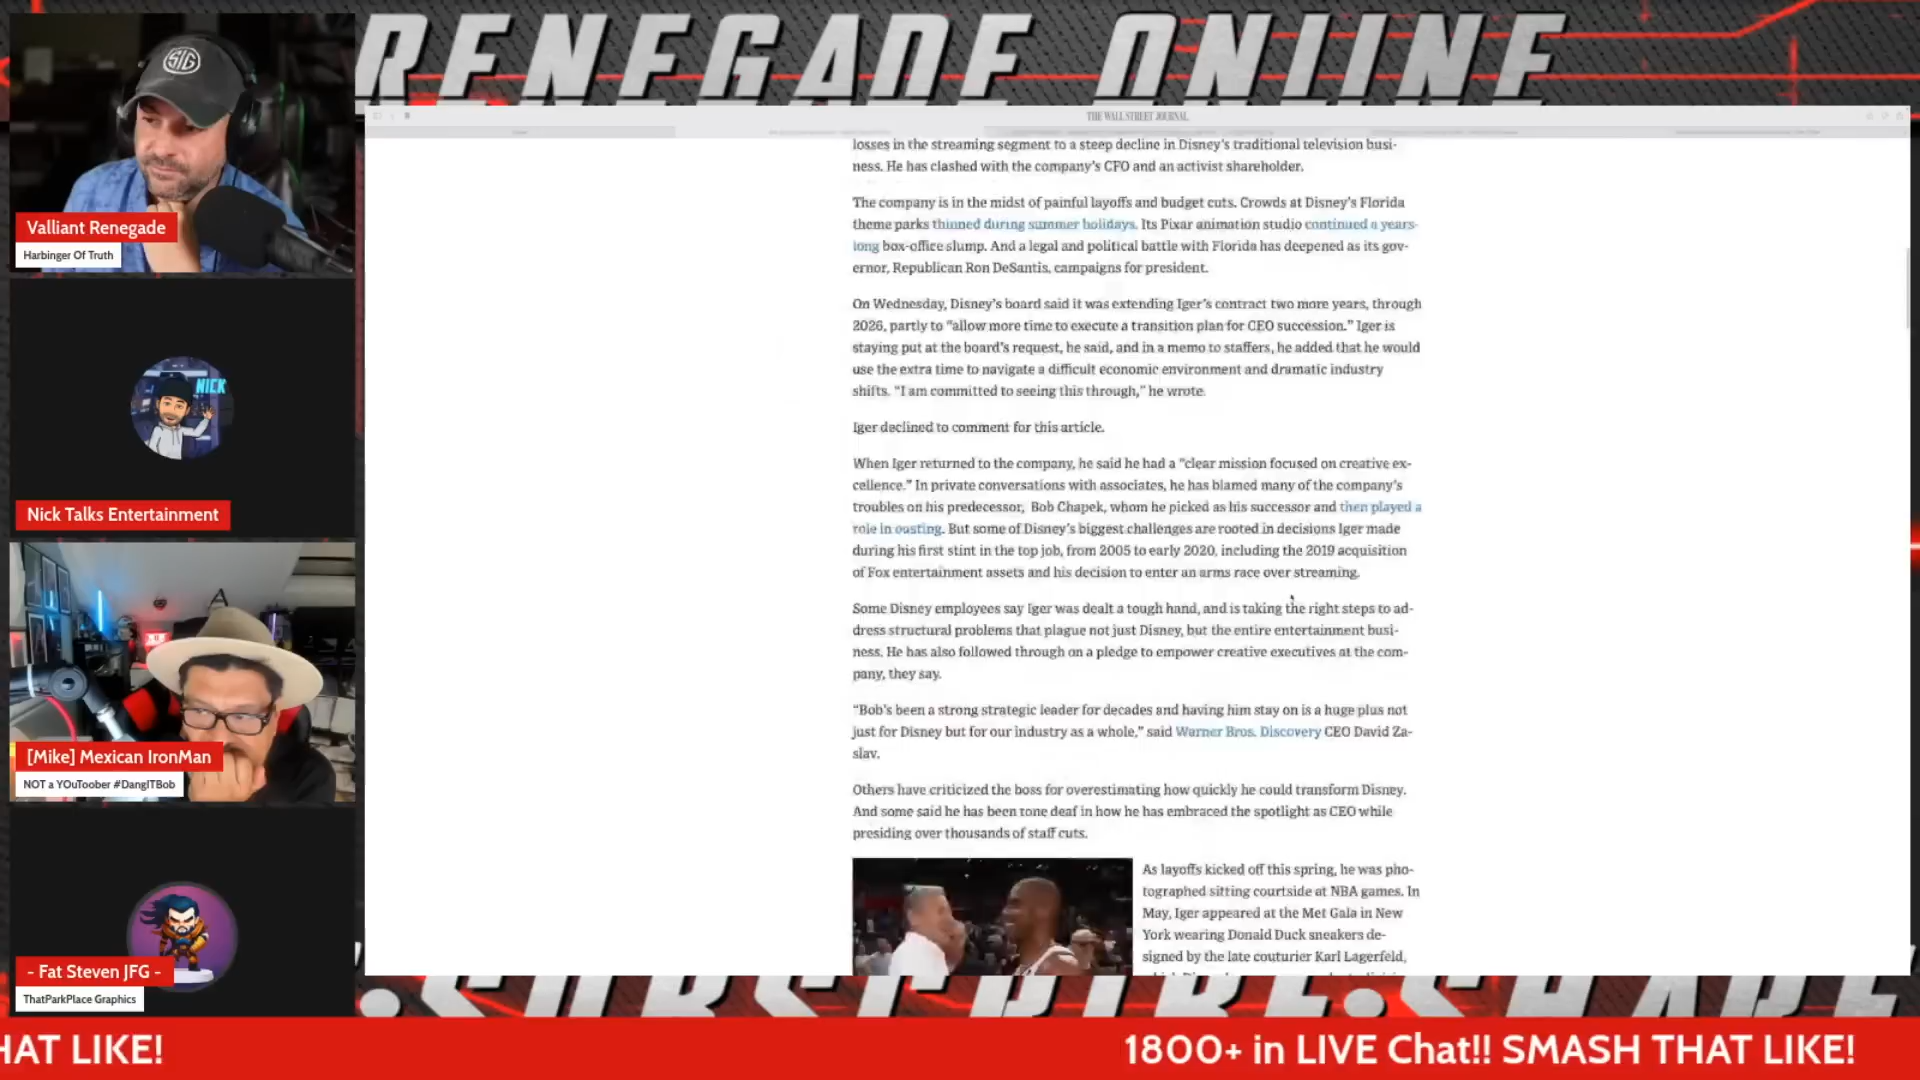 RENEGADE ONLINE
THE WALL STREET JOURNAL
losses in the streaming segment to a steep decline in Disney's traditional television busi-
ness. He has clashed with the company's CFO and an activist shareholder.
The company is in the midst of painful layoffs and budget cuts. Crowds at Disney's Florida
theme parks thinned during summer holidays. Its Pixar animation studio continued a years-
long box-office slump. And a legal and political battle with Florida has deepened as its gov-
ernor, Republican Ron DeSantis, campaigns for president.
On Wednesday, Disney's board said it was extending Iger's contract two more years, through
2026, partly to "allow more time to execute a transition plan for CEO succession." Iger is
staying put at the board's request, he said, and in a memo to staffers, he added that he would
use the extra time to navigate a difficult economic environment and dramatic industry
shifts. "I am committed to seeing this through," he wrote.
Iger declined to comment for this article.
When Iger returned to the company, he said he had a "clear mission focused on creative ex-
cellence." In private conversations with associates, he has blamed many of the company's
troubles on his predecessor, Bob Chapek, whom he picked as his successor and then played a
role in ousting. But some of Disney's biggest challenges are rooted in decisions Iger made
during his first stint in the top job, from 2005 to early 2020, including the 2019 acquisition
of Fox entertainment assets and his decision to enter an arms race over streaming.
Some Disney employees say Iger was dealt a tough hand, and is taking the right steps to ad-
dress structural problems that plague not just Disney, but the entire entertainment busi-
ness. He has also followed through on a pledge to empower creative executives at the com-
pany, they say.
"Bob's been a strong strategic leader for decades and having him stay on is a huge plus not
just for Disney but for our industry as a whole," said Warner Bros. Discovery CEO David Za-
slav.
Others have criticized the boss for overestimating how quickly he could transform Disney.
And some said he has been tone deaf in how he has embraced the spotlight as CEO while
presiding over thousands of staff cuts.
As layoffs kicked off this spring, he was pho-
tographed sitting courtside at NBA games. In
May, Iger appeared at the Met Gala in New
York wearing Donald Duck sneakers de-
signed by the late couturier Karl Lagerfeld,
SIG
Valliant Renegade
Harbinger Of Truth
NICK
Nick Talks Entertainment
[Mike] Mexican IronMan
NOT a YOuToober #DangITBob
- Fat Steven JFG -
ThatParkPlace Graphics
SUBSCRIBE•SHARE
HAT LIKE!
1800+ in LIVE Chat!! SMASH THAT LIKE!